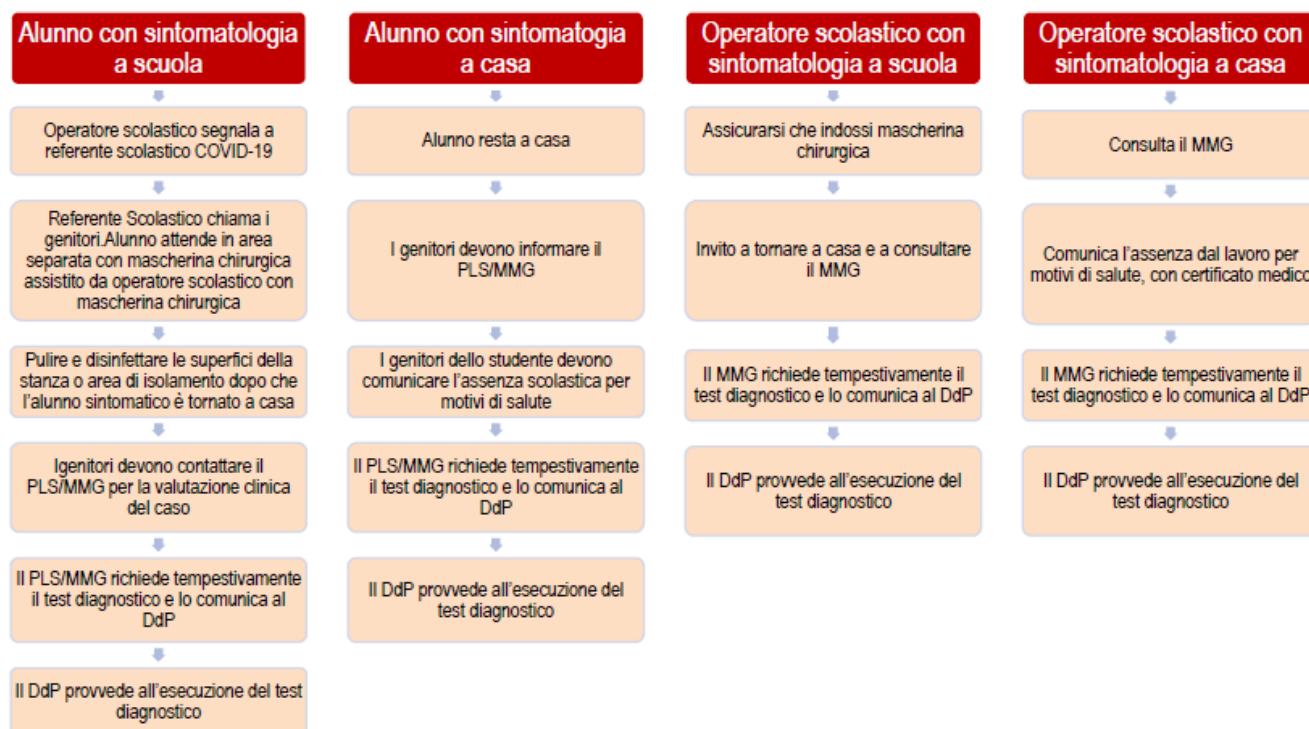 Alunno con sintomatologia
a scuola
Operatore scolastico segnala a
referente scolastico COVID-19
Referente Scolastico chiama i
genitori.Alunno attende in area
separata con mascherina chirurgica
assistito da operatore scolastico con
mascherina chirurgica
Pulire e disinfettare le superfici della
stanza o area di isolamento dopo che
l'alunno sintomatico è tornato a casa
Igenitori devono contattare il
PLS/MMG per la valutazione clinica
del caso
Il PLS/MMG richiede tempestivamente
il test diagnostico e lo comunica al
DdP
Il DdP provvede all'esecuzione del test
diagnostico
Alunno con sintomatogia
a casa
Alunno resta a casa
I genitori devono informare il
PLS/MMG
I genitori dello studente devono
comunicare l'assenza scolastica per
motivi di salute
Il PLS/MMG richiede tempestivamente
il test diagnostico e lo comunica al
DdP
Il DdP provvede all'esecuzione del
test diagnostico
Operatore scolastico con
sintomatologia a scuola
Assicurarsi che indossi mascherina
chirurgica
Invito a tornare a casa e a consultare
il MMG
Il MMG richiede tempestivamente il
test diagnostico e lo comunica al DdP
Il DdP provvede all'esecuzione del
test diagnostico
Operatore scolastico con
sintomatologia a casa
Consulta il MMG
Comunica l'assenza dal lavoro per
motivi di salute, con certificato medico
Il MMG richiede tempestivamente il
test diagnostico e lo comunica al DdP
Il DdP provvede all'esecuzione del
test diagnostico